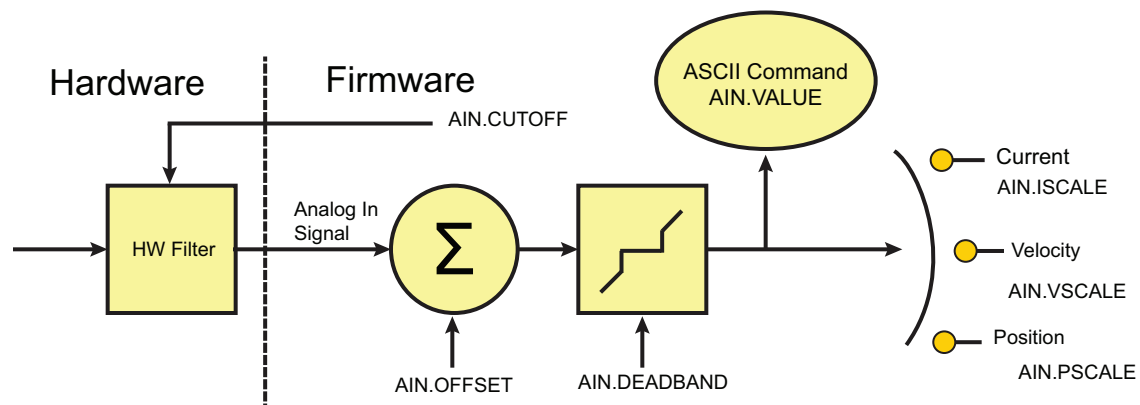 Hardware
Firmware
ASCII Command
AIN.VALUE
AIN.CUTOFF
HW Filter
Analog In
Signal
Σ
AIN.OFFSET
AIN.DEADBAND
Current
AIN.ISCALE
Velocity
AIN.VSCALE
Position
AIN.PSCALE